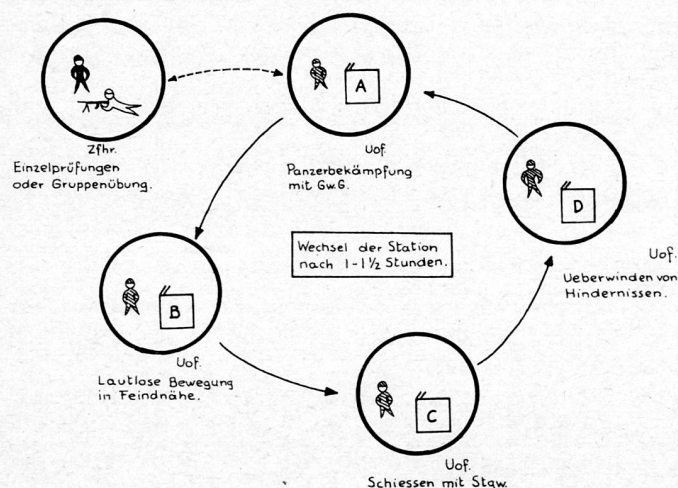 Zfhr.
Einzelprüfungen
oder Gruppenübung.
A
Uof.
Panzerbekämpfung
mit Gw.G.
D
Uof.
Ueberwinden von
Hindernissen.
Wechsel der Station
nach 1-1½ Stunden.
B
Uof.
Lautlose Bewegung
in Feindnähe.
C
Uof.
Schiessen mit Stgw.